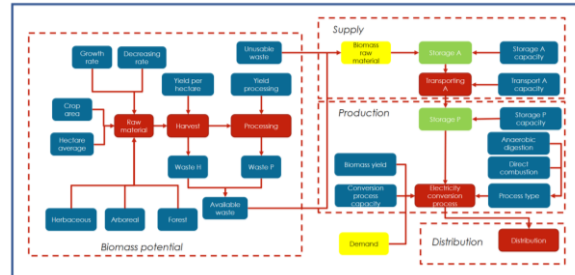 Growth
rate
Decreasing
rate
Unusable
waste
Yield per
hectare
Yield
processing
Crop
area
Hectare
average
Raw
material
Harvest
Processing
Waste H
Waste P
Herbaceous
Arboreal
Forest
Available
waste
Biomass potential
Supply
Biomass
raw
material
Storage A
Storage A
capacity
Transporting
A
Transport A
capacity
Production
Storage P
Storage P
capacity
Anaerobic
digestion
Biomass yield
Direct
combustion
Conversion
process
capacity
Electricity
conversion
process
Process type
Demand
Distribution
Distribution